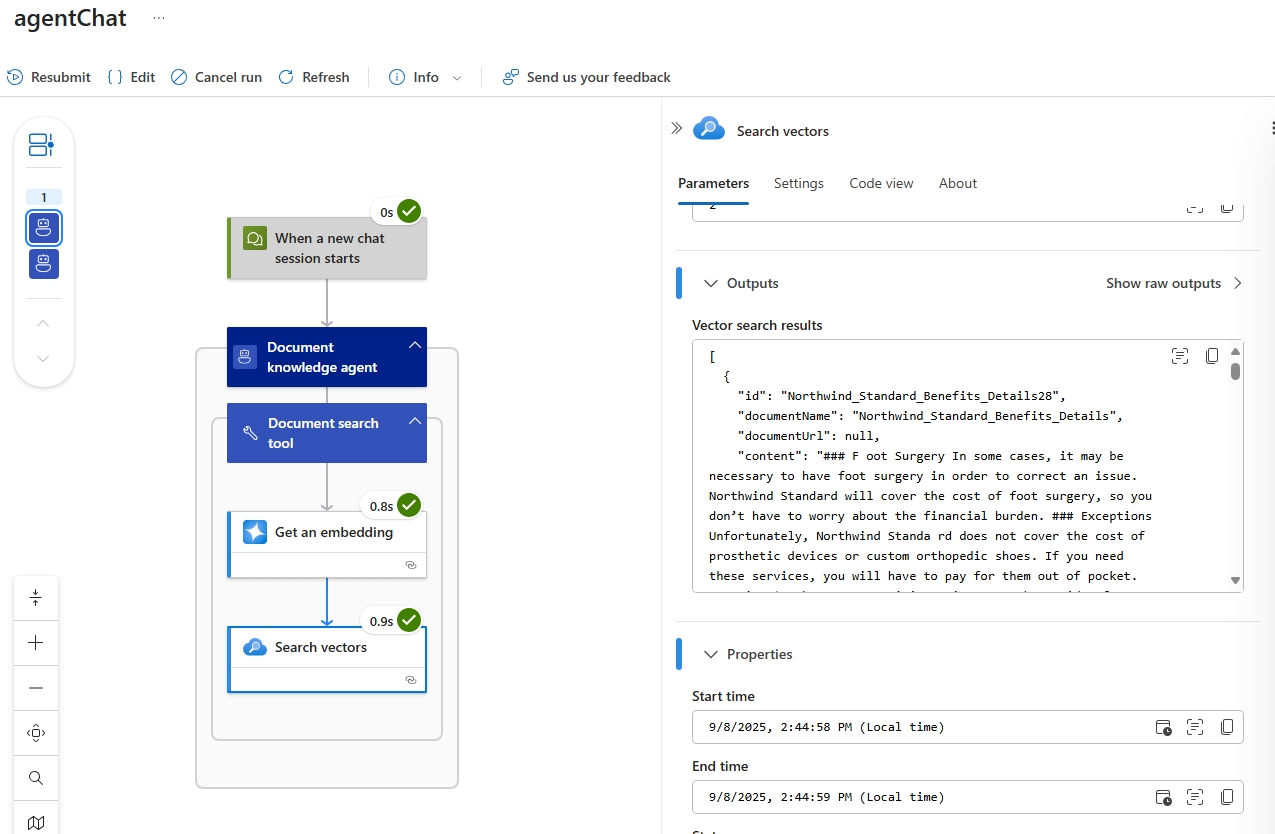 agentChat ...
Resubmit Edit Cancel run Refresh Info Send us your feedback
1
0s
When a new chat
session starts
Document
knowledge agent
Document search
tool
0.8s
Get an embedding
0.9s
Search vectors
Search vectors
Parameters Settings Code view About
2
Outputs Show raw outputs
Vector search results
[
{
"id": "Northwind_Standard_Benefits_Details28",
"documentName": "Northwind_Standard_Benefits_Details",
"documentUrl": null,
"content": "### F oot Surgery In some cases, it may be
necessary to have foot surgery in order to correct an issue.
Northwind Standard will cover the cost of foot surgery, so you
don’t have to worry about the financial burden. ### Exceptions
Unfortunately, Northwind Standa rd does not cover the cost of
prosthetic devices or custom orthopedic shoes. If you need
these services, you will have to pay for them out of pocket.
Properties
Start time
9/8/2025, 2:44:58 PM (Local time)
End time
9/8/2025, 2:44:59 PM (Local time)